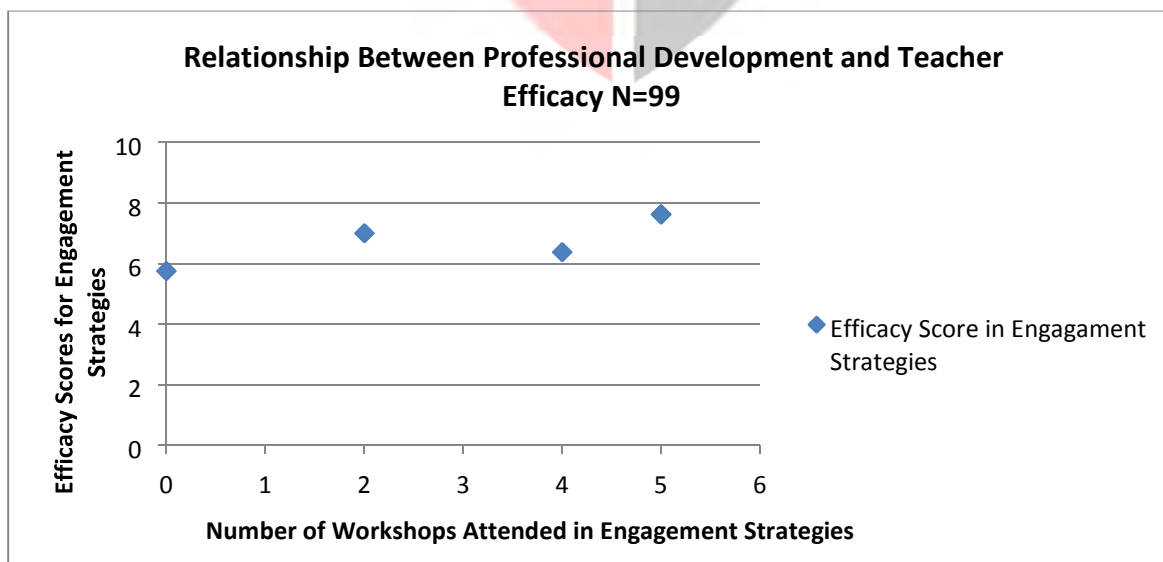 Relationship Between Professional Development and Teacher
Efficacy N=99
Efficacy Scores for Engagement
Strategies
10
8
6
4
2
0
0 1 2 3 4 5 6
Number of Workshops Attended in Engagement Strategies
Efficacy Score in Engagament
Strategies